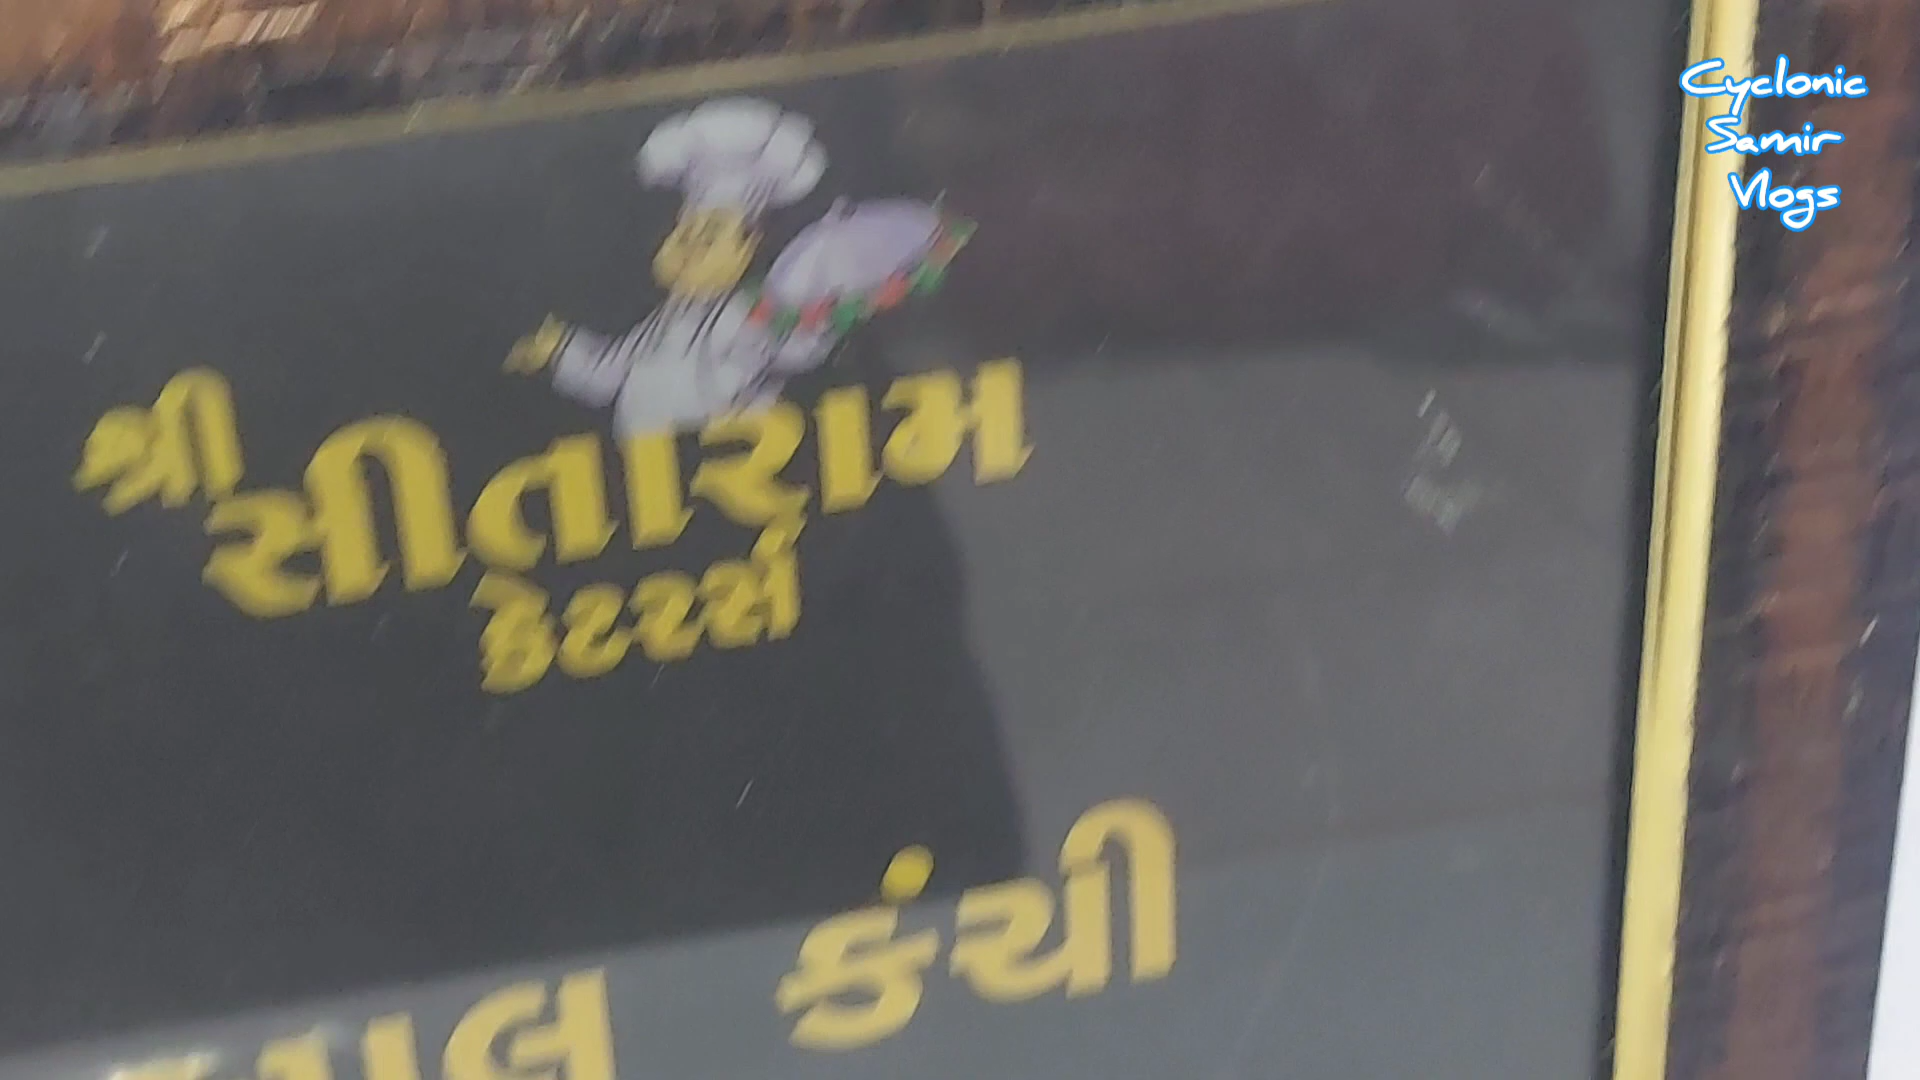 Cyclonic
Samir
Vlogs
શ્રી
સીતારામ
કેટરર્સ
કંચી